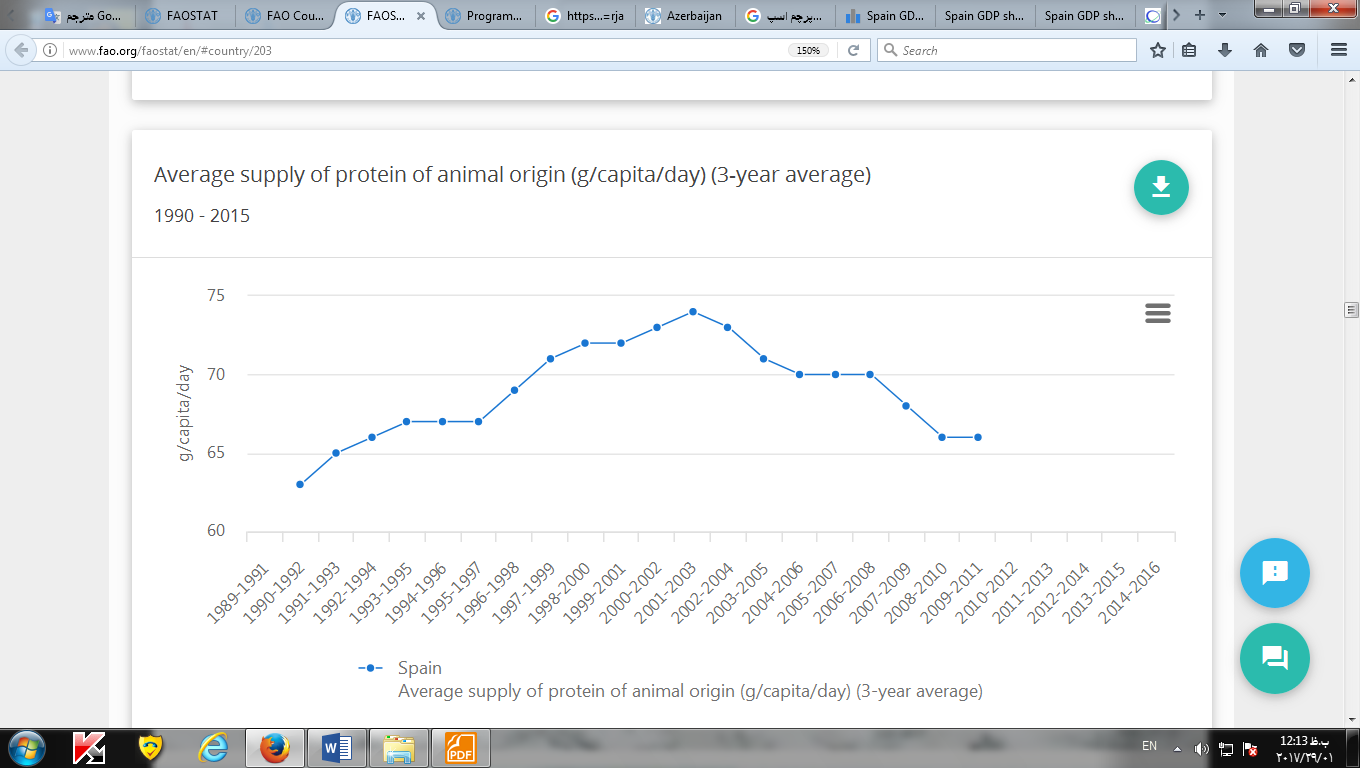 مترجم Go...
FAOSTAT
FAO Cou...
FAOS...
Program...
https...=rja
Azerbaijan
پرچم اسپ...
Spain GD...
Spain GDP sh...
Spain GDP sh...
www.fao.org/faostat/en/#country/203
150%
Search
Average supply of protein of animal origin (g/capita/day) (3-year average)
1990 - 2015
75
70
65
60
g/capita/day
1989-1991
1990-1992
1991-1993
1992-1994
1993-1995
1994-1996
1995-1997
1996-1998
1997-1999
1998-2000
1999-2001
2000-2002
2001-2003
2002-2004
2003-2005
2004-2006
2005-2007
2006-2008
2007-2009
2008-2010
2009-2011
2010-2012
2011-2013
2012-2014
2013-2015
2014-2016
Spain
Average supply of protein of animal origin (g/capita/day) (3-year average)
W
PDF
EN
12:13 ب.ظ
۲۰۱۷/۲۹/۰۱